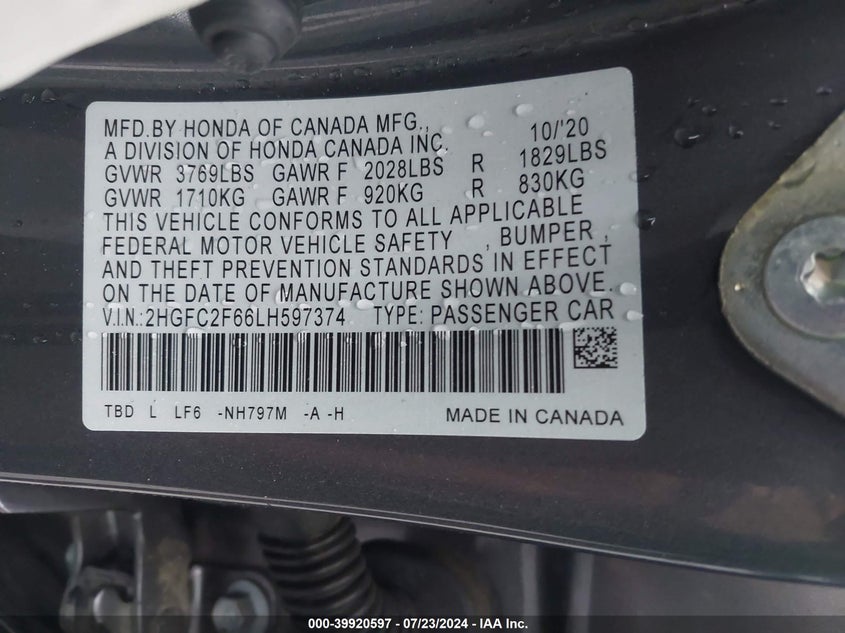 MFD.BY HONDA OF CANADA MFG., 10/'20
A DIVISION OF HONDA CANADA INC.
GVWR 3769LBS GAWR F 2028LBS R 1829LBS
GVWR 1710KG GAWR F 920KG R 830KG
THIS VEHICLE CONFORMS TO ALL APPLICABLE
FEDERAL MOTOR VEHICLE SAFETY , BUMPER ,
AND THEFT PREVENTION STANDARDS IN EFFECT
ON THE DATE OF MANUFACTURE SHOWN ABOVE.
V.I.N.:2HGFC2F66LH597374 TYPE: PASSENGER CAR
TBD L LF6 -NH797M -A -H MADE IN CANADA
000-39920597 - 07/23/2024 - IAA Inc.